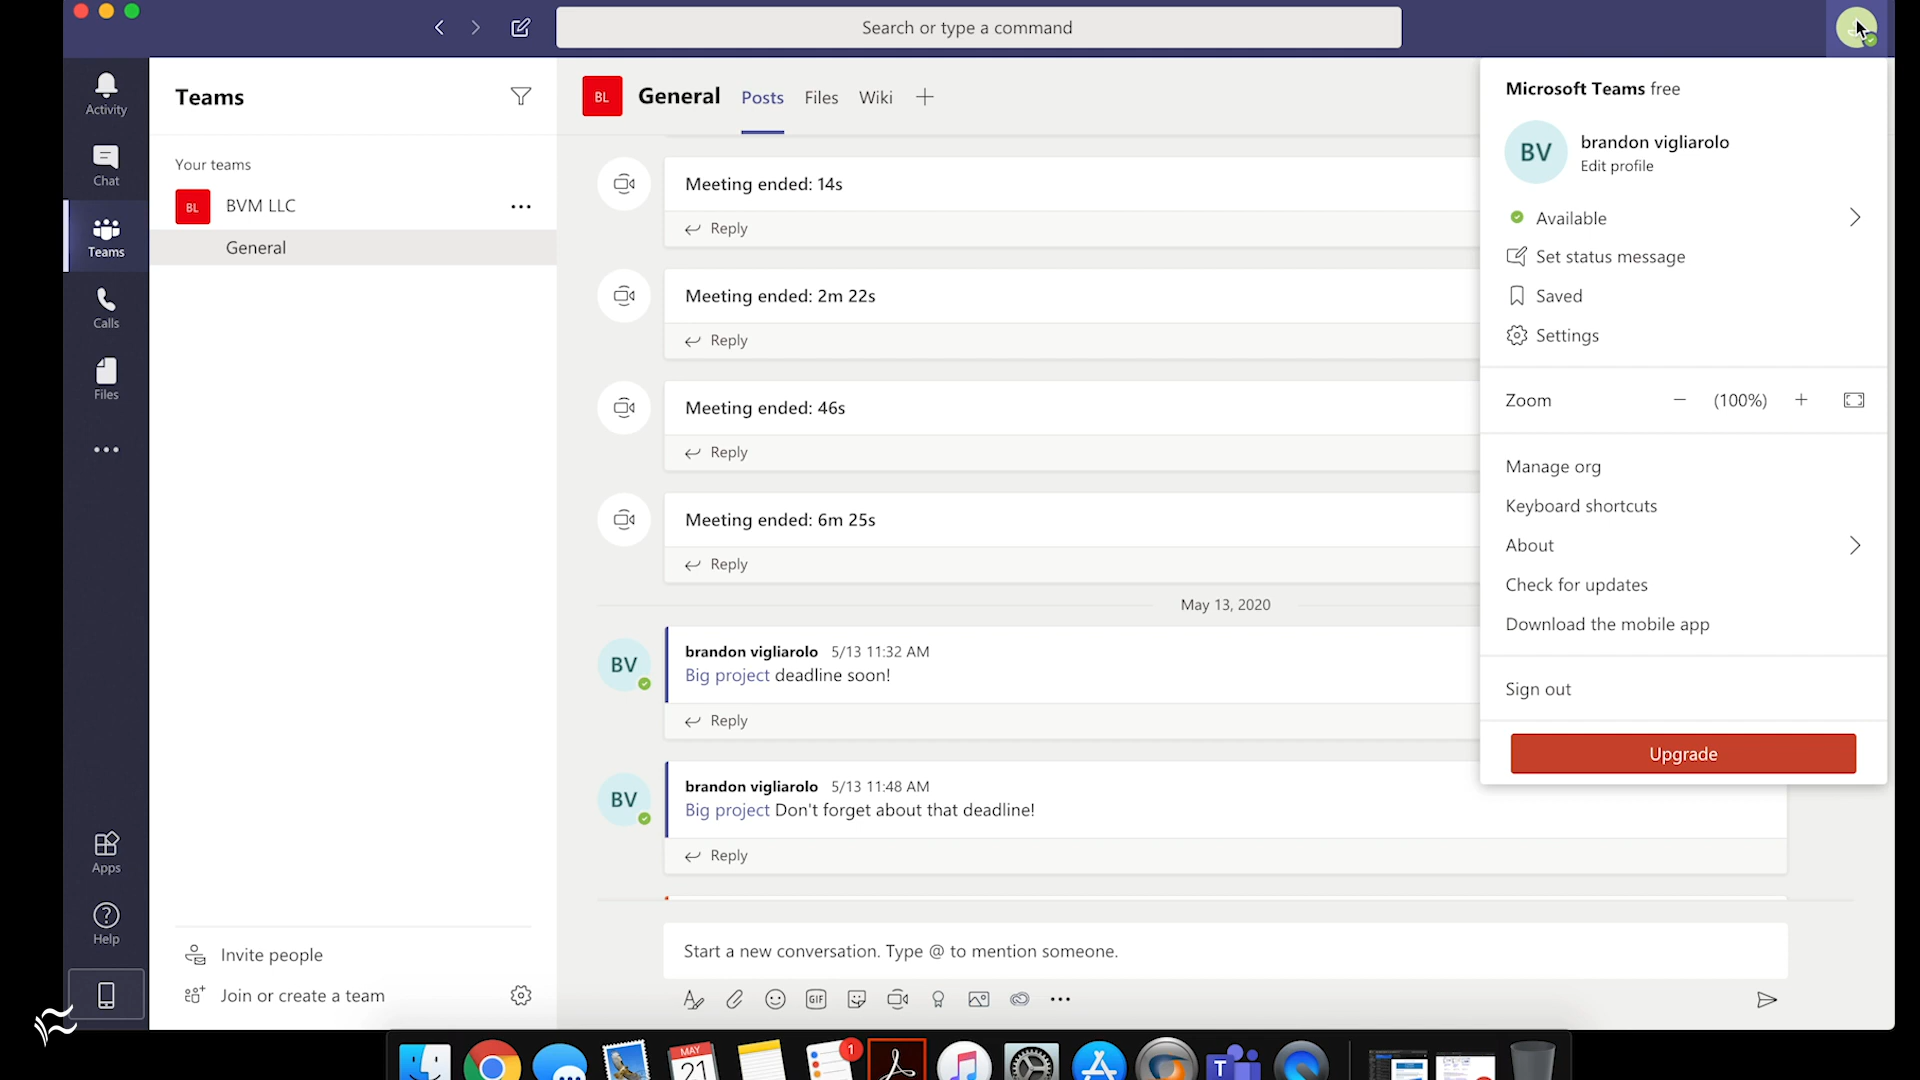 Search or type a command
Activity
Chat
Teams
Calls
Files
Apps
Help
Teams
Your teams
BL
BVM LLC
General
Invite people
Join or create a team
BL
General
Posts
Files
Wiki
Meeting ended: 14s
Reply
Meeting ended: 2m 22s
Reply
Meeting ended: 46s
Reply
Meeting ended: 6m 25s
Reply
May 13, 2020
BV
brandon vigliarolo 5/13 11:32 AM
Big project deadline soon!
Reply
BV
brandon vigliarolo 5/13 11:48 AM
Big project Don't forget about that deadline!
Reply
Start a new conversation. Type @ to mention someone.
GIF
Microsoft Teams free
BV
brandon vigliarolo
Edit profile
Available
Set status message
Saved
Settings
Zoom
(100%)
Manage org
Keyboard shortcuts
About
Check for updates
Download the mobile app
Sign out
Upgrade
MAY
21
1
T